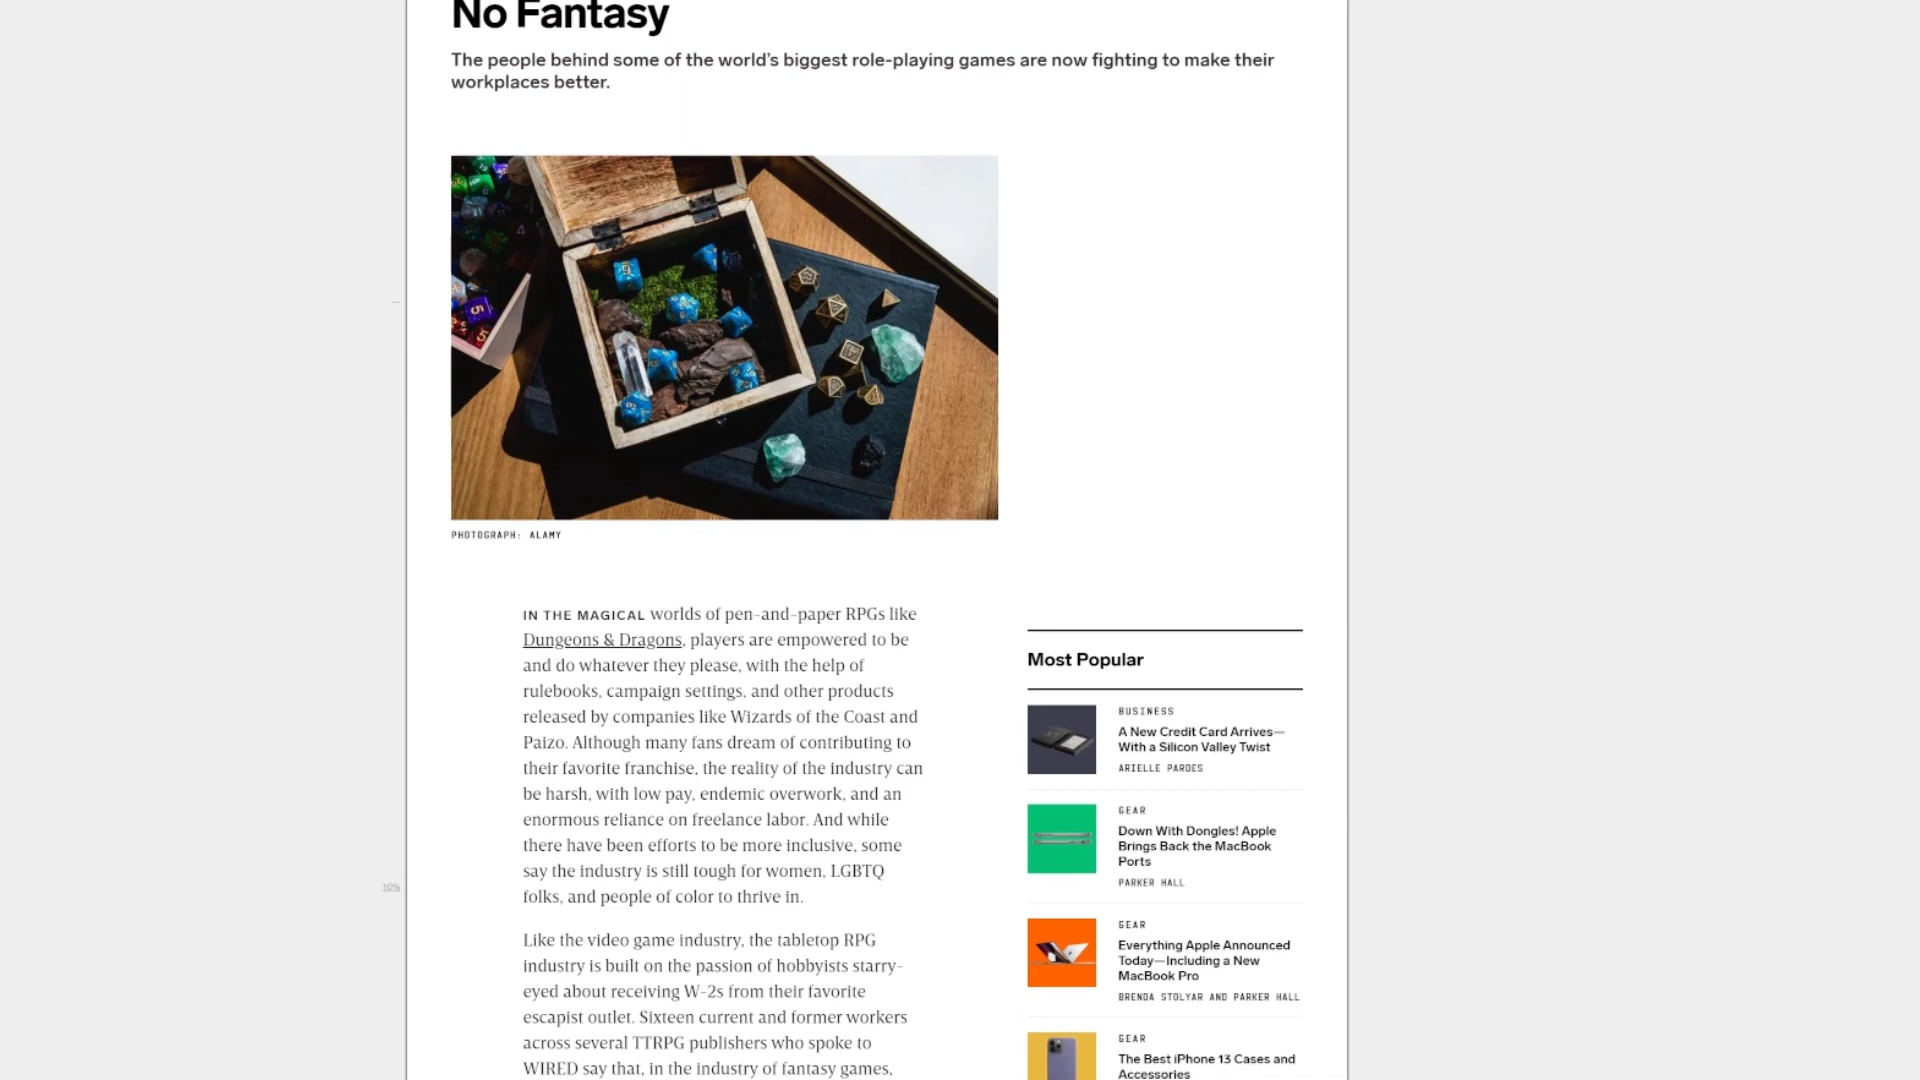 No Fantasy
The people behind some of the world's biggest role-playing games are now fighting to make their
workplaces better.
PHOTOGRAPH: ALAMY
IN THE MAGICAL worlds of pen-and-paper RPGs like
Dungeons & Dragons, players are empowered to be
and do whatever they please, with the help of
rulebooks, campaign settings, and other products
released by companies like Wizards of the Coast and
Paizo. Although many fans dream of contributing to
their favorite franchise, the reality of the industry can
be harsh, with low pay, endemic overwork, and an
enormous reliance on freelance labor. And while
there have been efforts to be more inclusive, some
say the industry is still tough for women, LGBTQ
folks, and people of color to thrive in.
10%
Like the video game industry, the tabletop RPG
industry is built on the passion of hobbyists starry-
eyed about receiving W-2s from their favorite
escapist outlet. Sixteen current and former workers
across several TTRPG publishers who spoke to
WIRED say that, in the industry of fantasy games,
Most Popular
BUSINESS
A New Credit Card Arrives—
With a Silicon Valley Twist
ARIELLE PARDES
GEAR
Down With Dongles! Apple
Brings Back the MacBook
Ports
PARKER HALL
GEAR
Everything Apple Announced
Today—Including a New
MacBook Pro
BRENDA STOLYAR AND PARKER HALL
GEAR
The Best iPhone 13 Cases and
Accessories